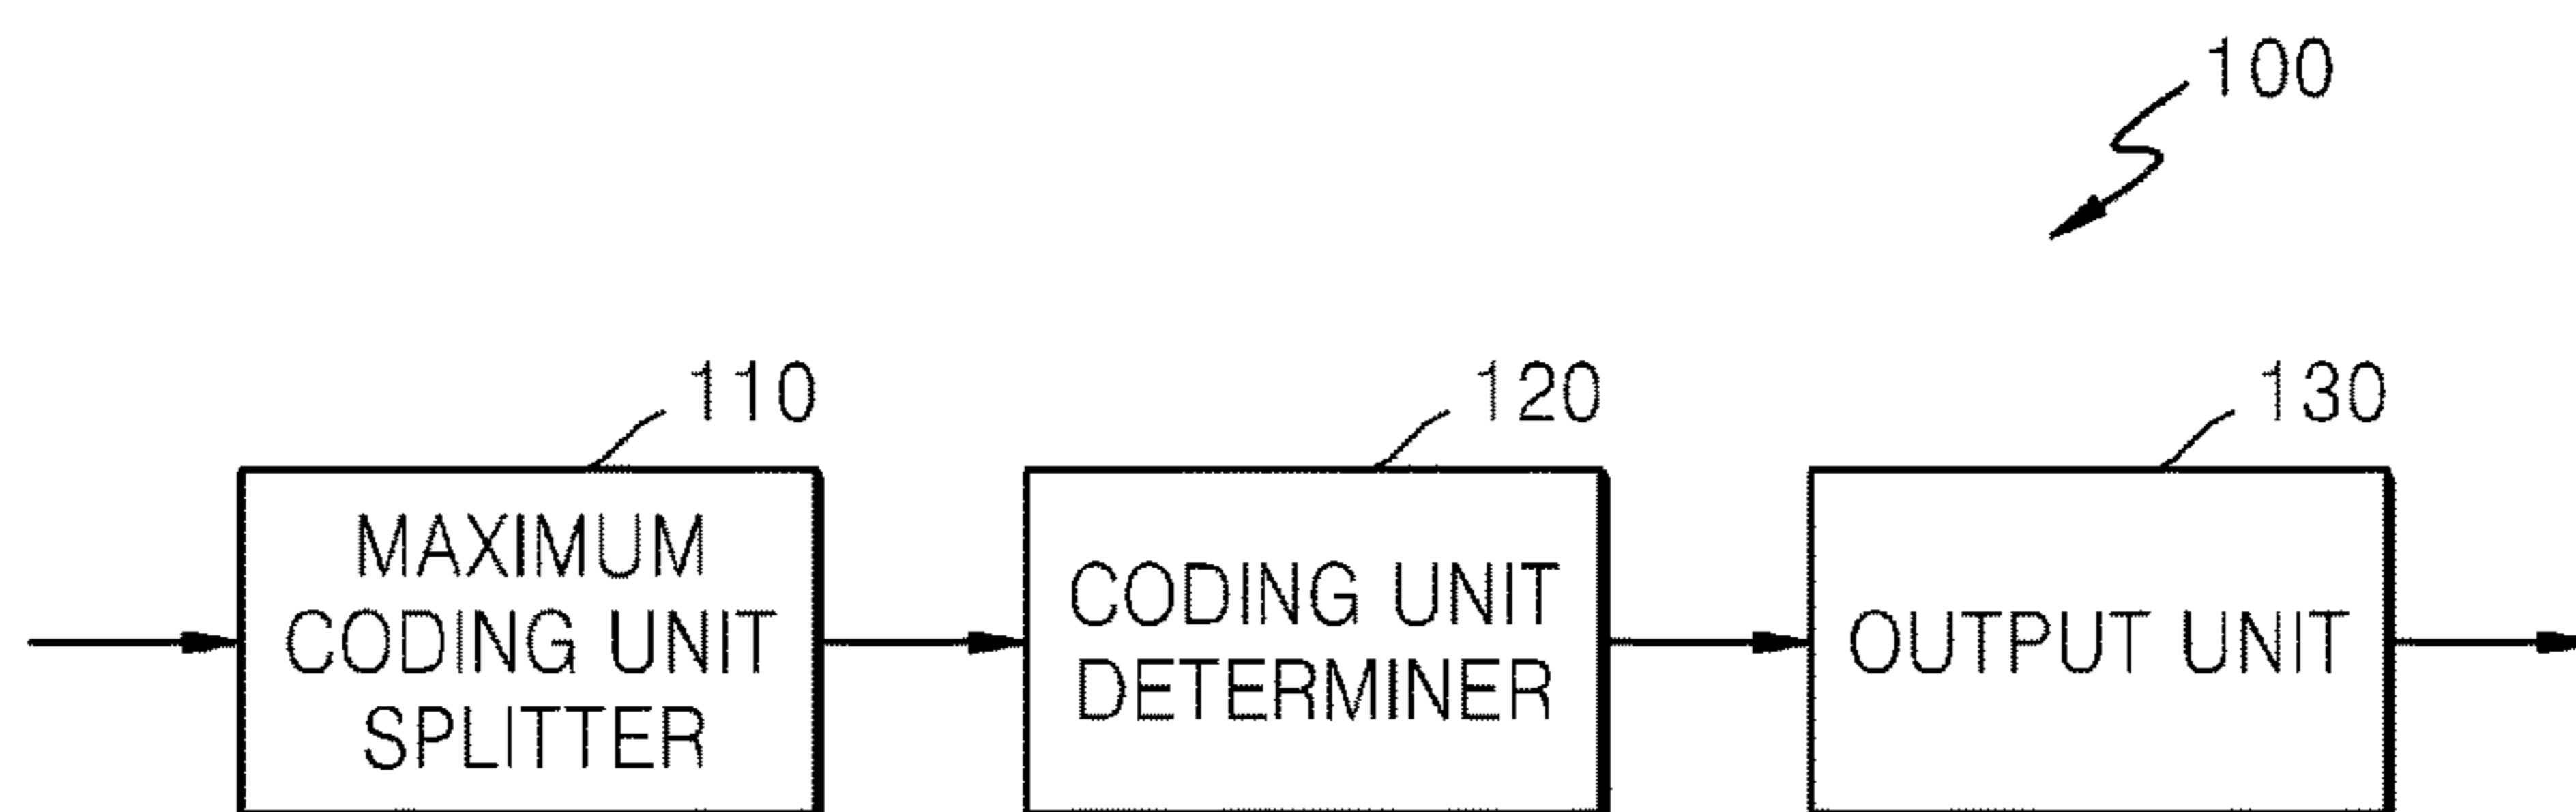 100
110
120
130
MAXIMUM
CODING UNIT
SPLITTER
CODING UNIT
DETERMINER
OUTPUT UNIT